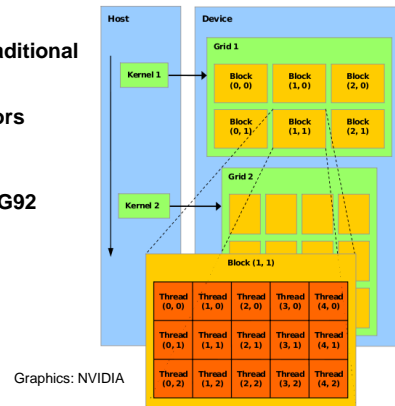 aditional
ors
G92
Host
Device
Grid 1
Kernel 1
Block (0, 0)
Block (1, 0)
Block (2, 0)
Block (0, 1)
Block (1, 1)
Block (2, 1)
Grid 2
Kernel 2
Block (1, 1)
Thread (0, 0)
Thread (1, 0)
Thread (2, 0)
Thread (3, 0)
Thread (4, 0)
Thread (0, 1)
Thread (1, 1)
Thread (2, 1)
Thread (3, 1)
Thread (4, 1)
Thread (0, 2)
Thread (1, 2)
Thread (2, 2)
Thread (3, 2)
Thread (4, 2)
Graphics: NVIDIA